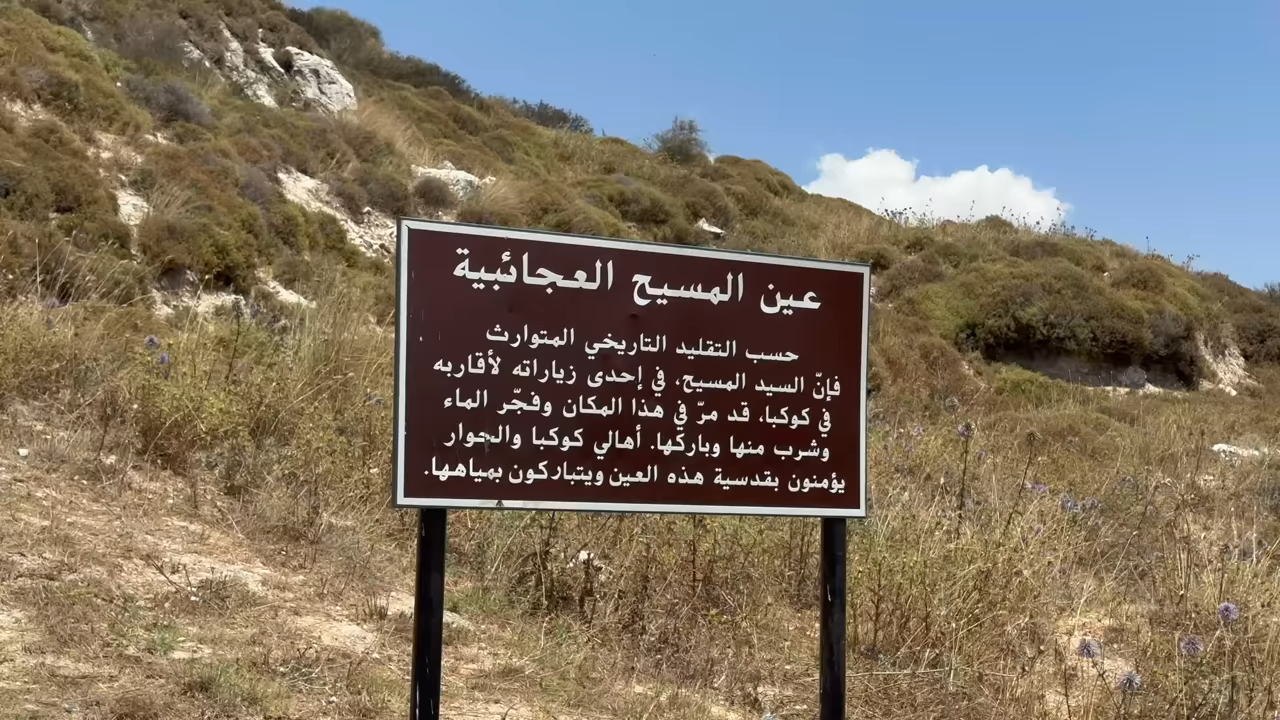 عين المسيح العجائبية
حسب التقليد التاريخي المتوارث
فإنّ السيد المسيح، في إحدى زياراته لأقاربه
في كوكبا، قد مرّ في هذا المكان وفجّر الماء
وشرب منها وباركها. أهالي كوكبا والجوار
يؤمنون بقدسية هذه العين ويتباركون بمياهها.